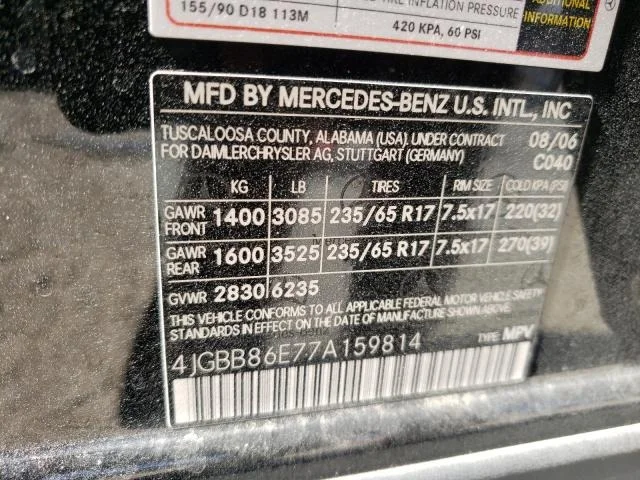 155/90 D18 113M
TIRE INFLATION PRESSURE
420 KPA, 60 PSI
ADDITIONAL
INFORMATION
MFD BY MERCEDES-BENZ U.S. INTL., INC
TUSCALOOSA COUNTY, ALABAMA (USA). UNDER CONTRACT 08/06
FOR DAIMLERCHRYSLER AG, STUTTGART (GERMANY) C040
KG LB TIRES RIM SIZE COLD KPA (PSI)
GAWR FRONT 1400 3085 235/65 R17 7.5x17 220(32)
GAWR REAR 1600 3525 235/65 R17 7.5x17 270(39)
GVWR 2830 6235
THIS VEHICLE CONFORMS TO ALL APPLICABLE FEDERAL MOTOR VEHICLE SAFETY
STANDARDS IN EFFECT ON THE DATE OF MANUFACTURE SHOWN ABOVE.
4JGBB86E77A159814 TYPE: MPV